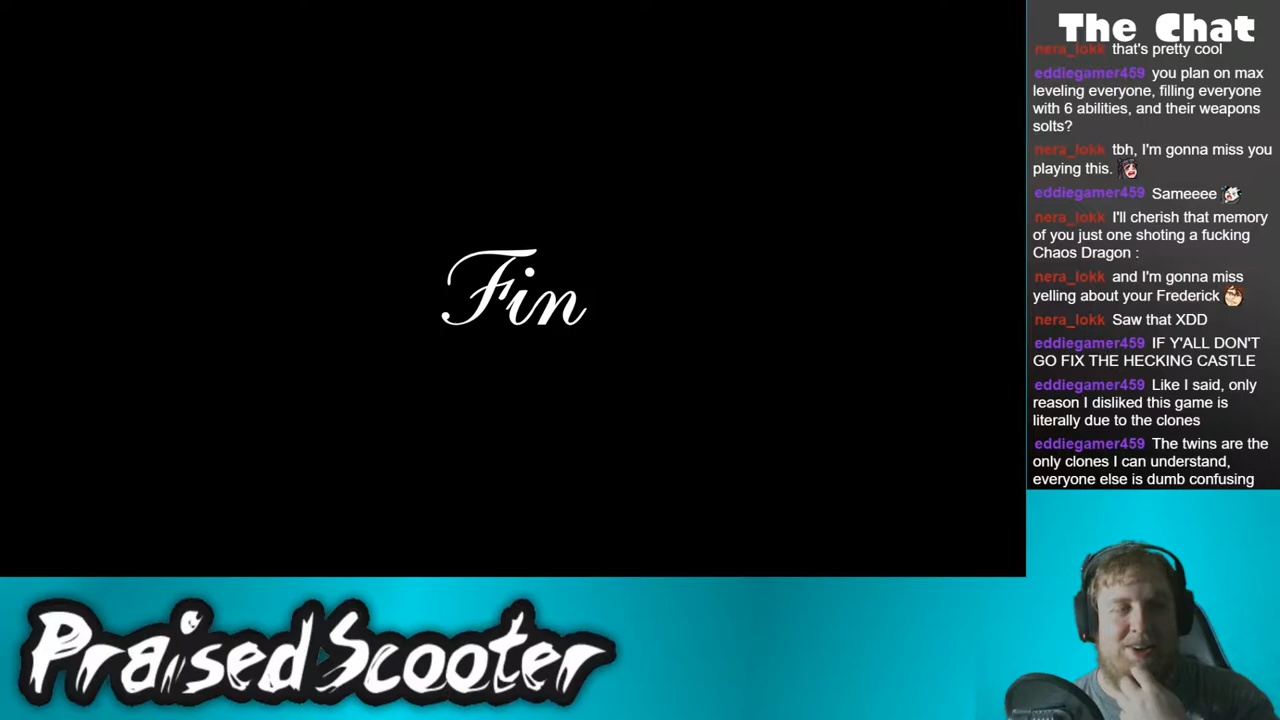 Fin
The Chat
nera_lokk that's pretty cool
eddiegamer459 you plan on max
leveling everyone, filling everyone
with 6 abilities, and their weapons
solts?
nera_lokk tbh, I'm gonna miss you
playing this.
eddiegamer459 Sameeee
nera_lokk I'll cherish that memory
of you just one shoting a fucking
Chaos Dragon :
nera_lokk and I'm gonna miss
yelling about your Frederick
nera_lokk Saw that XDD
eddiegamer459 IF Y'ALL DON'T
GO FIX THE HECKING CASTLE
eddiegamer459 Like I said, only
reason I disliked this game is
literally due to the clones
eddiegamer459 The twins are the
only clones I can understand,
everyone else is dumb confusing
PraisedScooter